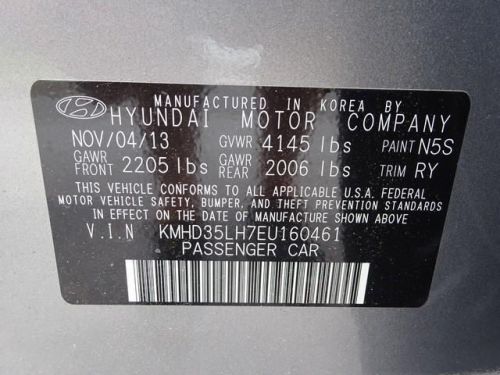 MANUFACTURED IN KOREA BY
HYUNDAI MOTOR COMPANY
NOV/04/13 GVWR 4145 lbs PAINT N5S
GAWR FRONT 2205 lbs GAWR REAR 2006 lbs TRIM RY
THIS VEHICLE CONFORMS TO ALL APPLICABLE U.S.A. FEDERAL
MOTOR VEHICLE SAFETY, BUMPER, AND THEFT PREVENTION STANDARDS
IN EFFECT ON THE DATE OF MANUFACTURE SHOWN ABOVE.
V.I.N KMHD35LH7EU160461
PASSENGER CAR